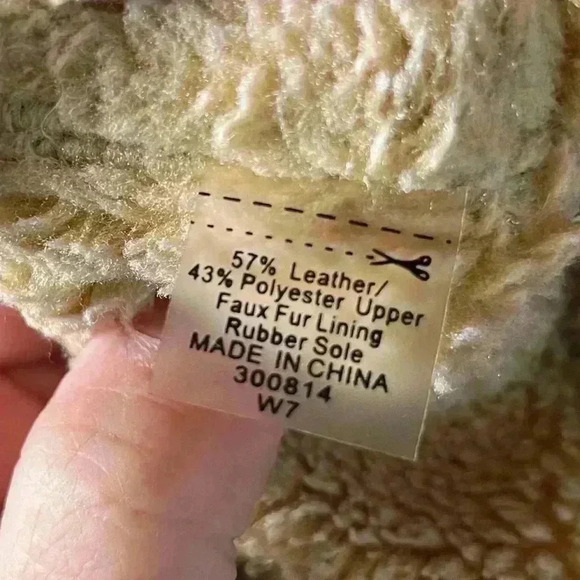 57% Leather/
43% Polyester Upper
Faux Fur Lining
Rubber Sole
MADE IN CHINA
300814
W7